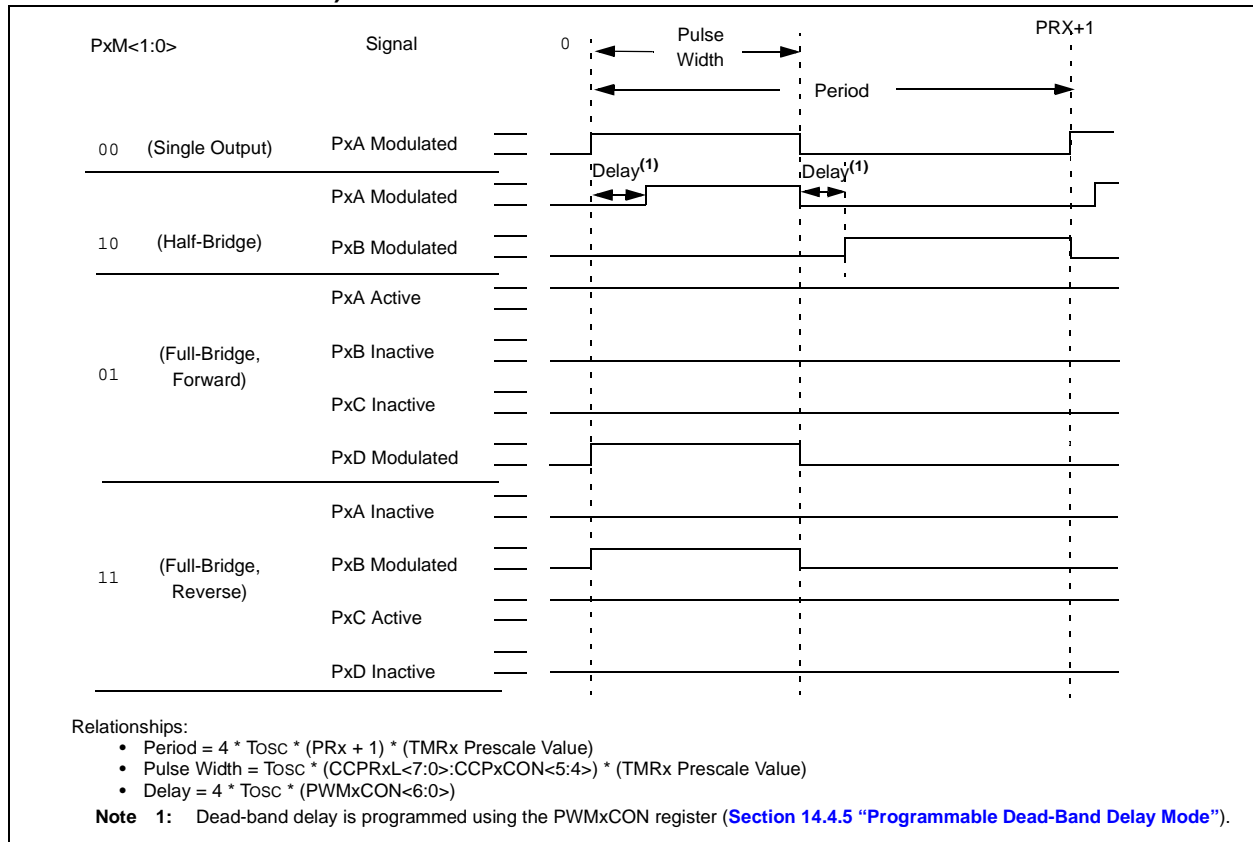 PxM<1:0> Signal 0 Pulse Width PRX+1
Period
00 (Single Output) PxA Modulated
Delay(1) Delay(1)
PxA Modulated
10 (Half-Bridge) PxB Modulated
PxA Active
01 (Full-Bridge, Forward) PxB Inactive
PxC Inactive
PxD Modulated
PxA Inactive
11 (Full-Bridge, Reverse) PxB Modulated
PxC Active
PxD Inactive
Relationships:
• Period = 4 * TOSC * (PRx + 1) * (TMRx Prescale Value)
• Pulse Width = TOSC * (CCPRxL<7:0>:CCPxCON<5:4>) * (TMRx Prescale Value)
• Delay = 4 * TOSC * (PWMxCON<6:0>)
Note 1: Dead-band delay is programmed using the PWMxCON register (Section 14.4.5 “Programmable Dead-Band Delay Mode”).